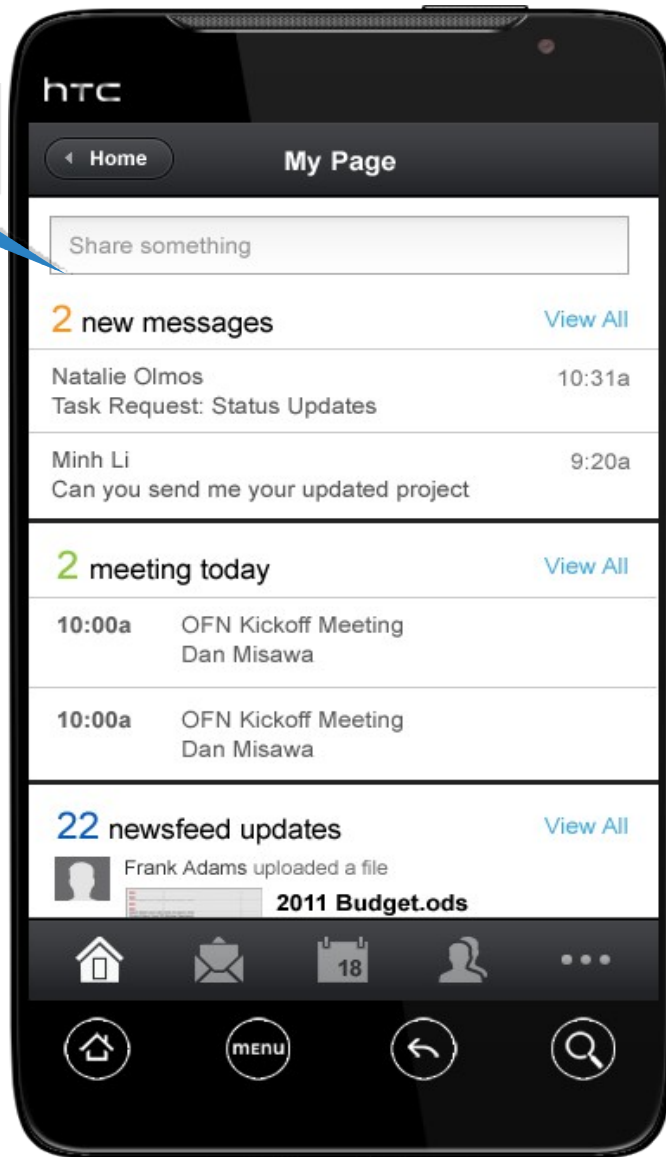 hTC
Home
My Page
Share something
2 new messages
View All
Natalie Olmos
10:31a
Task Request: Status Updates
Minh Li
9:20a
Can you send me your updated project
2 meeting today
View All
10:00a
OFN Kickoff Meeting
Dan Misawa
10:00a
OFN Kickoff Meeting
Dan Misawa
22 newsfeed updates
View All
Frank Adams uploaded a file
2011 Budget.ods
18
MENU